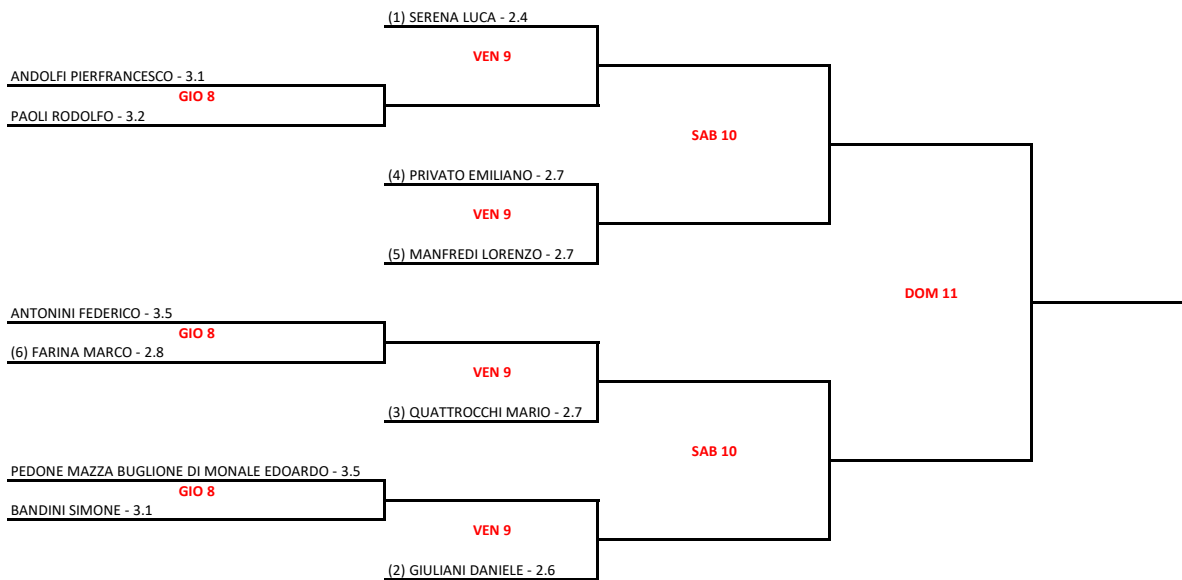 (1) SERENA LUCA - 2.4
VEN 9
ANDOLFI PIERFRANCESCO - 3.1
GIO 8
PAOLI RODOLFO - 3.2
SAB 10
(4) PRIVATO EMILIANO - 2.7
VEN 9
(5) MANFREDI LORENZO - 2.7
DOM 11
ANTONINI FEDERICO - 3.5
GIO 8
(6) FARINA MARCO - 2.8
VEN 9
(3) QUATTROCCHI MARIO - 2.7
SAB 10
PEDONE MAZZA BUGLIONE DI MONALE EDOARDO - 3.5
GIO 8
BANDINI SIMONE - 3.1
VEN 9
(2) GIULIANI DANIELE - 2.6